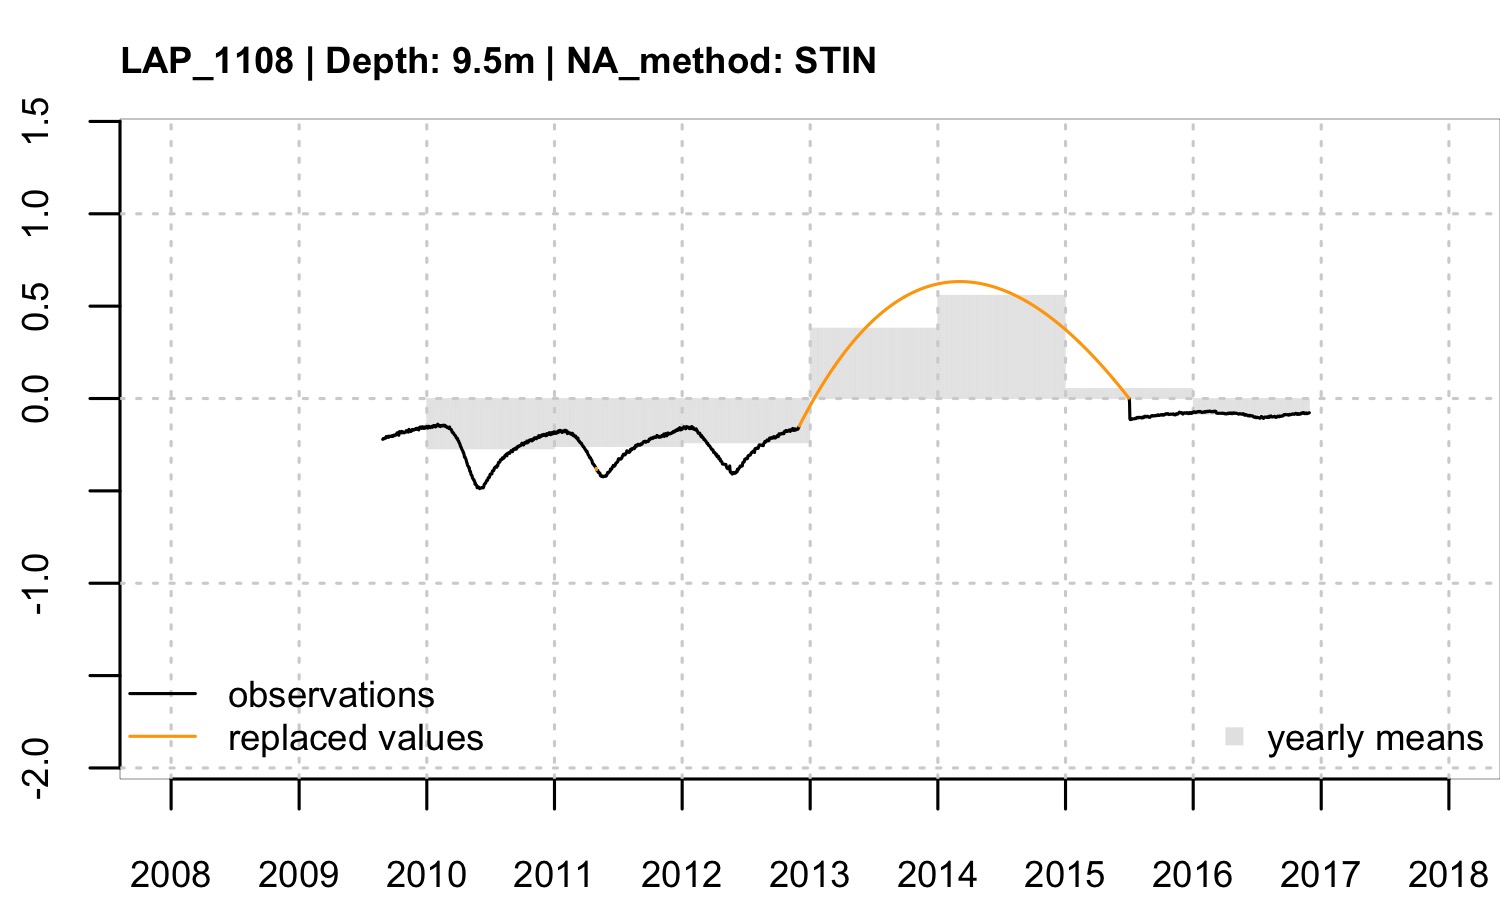 LAP_1108 | Depth: 9.5m | NA_method: STIN
1.5
1.0
0.5
0.0
-1.0
-2.0
observations
replaced values
yearly means
2008 2009 2010 2011 2012 2013 2014 2015 2016 2017 2018